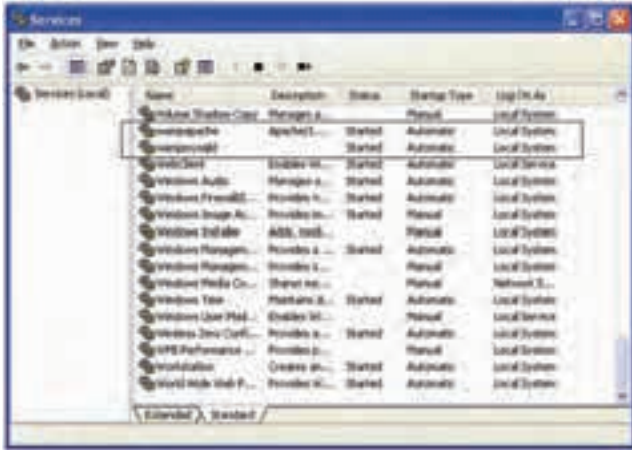 Services
File Action View Help
Services (Local)
Name Description Status Startup Type Log On As
Volume Shadow Copy Manages a... Manual Local System
wampapache Apache/2.... Started Automatic Local System
wampmysqld Started Automatic Local System
WebClient Enables Wi... Started Automatic Local Service
Windows Audio Manages a... Started Automatic Local System
Windows Firewall/I... Provides n... Started Automatic Local System
Windows Image Ac... Provides im... Started Manual Local System
Windows Installer Adds, modi... Manual Local System
Windows Managem... Provides a ... Started Automatic Local System
Windows Managem... Provides s... Manual Local System
Windows Media Co... Shares ... Manual Network S...
Windows Time Maintains d... Started Automatic Local System
Windows User Mod... Enables Wi... Manual Local Service
Wireless Zero Confi... Provides a... Started Automatic Local System
WMI Performance ... Provides p... Manual Local System
Workstation Creates an... Started Automatic Local System
World Wide Web P... Provides W... Started Automatic Local System
Extended Standard